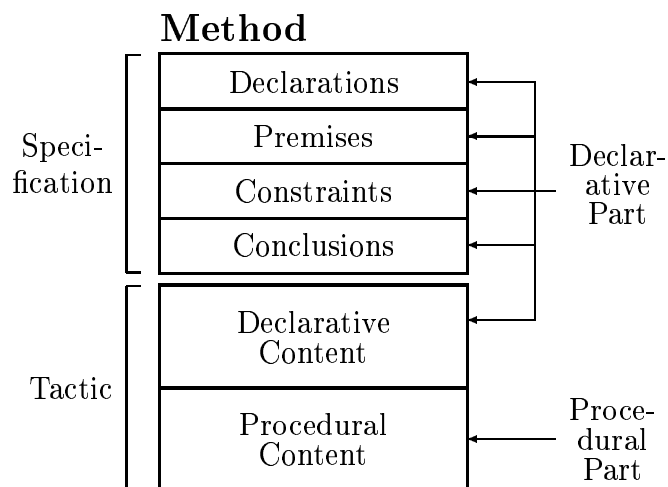 Method
Declarations
Premises
Constraints
Conclusions
Speci-
fication
Declar-
ative
Part
Declarative
Content
Tactic
Procedural
Content
Proce-
dural
Part